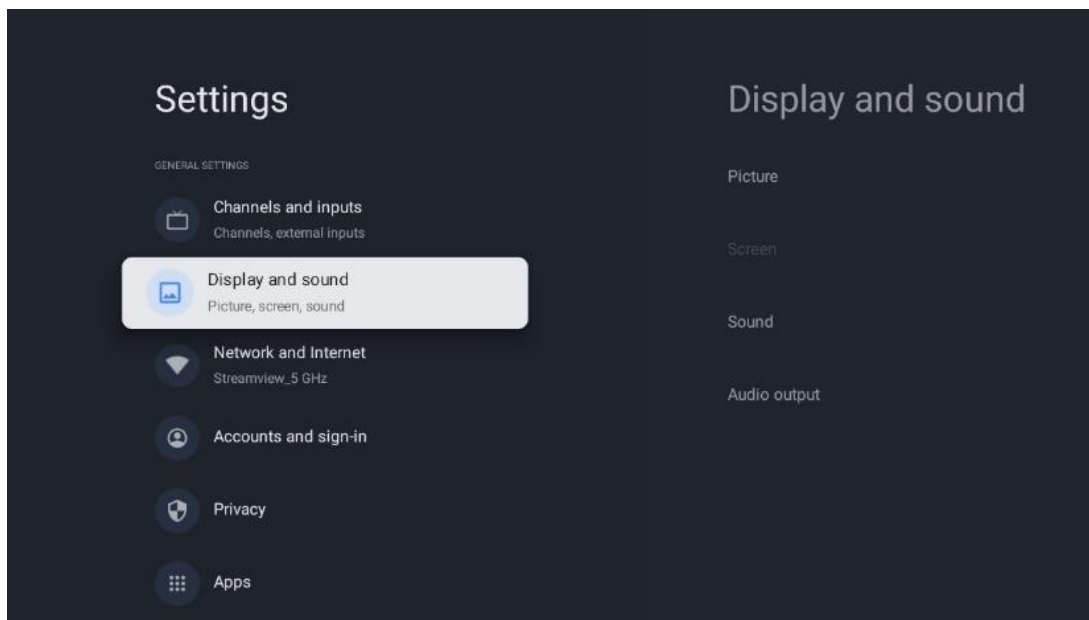 Settings
GENERAL SETTINGS
Channels and inputs
Channels, external inputs
Display and sound
Picture, screen, sound
Network and Internet
Streamview_5 GHz
Accounts and sign-in
Privacy
Apps
Display and sound
Picture
Screen
Sound
Audio output